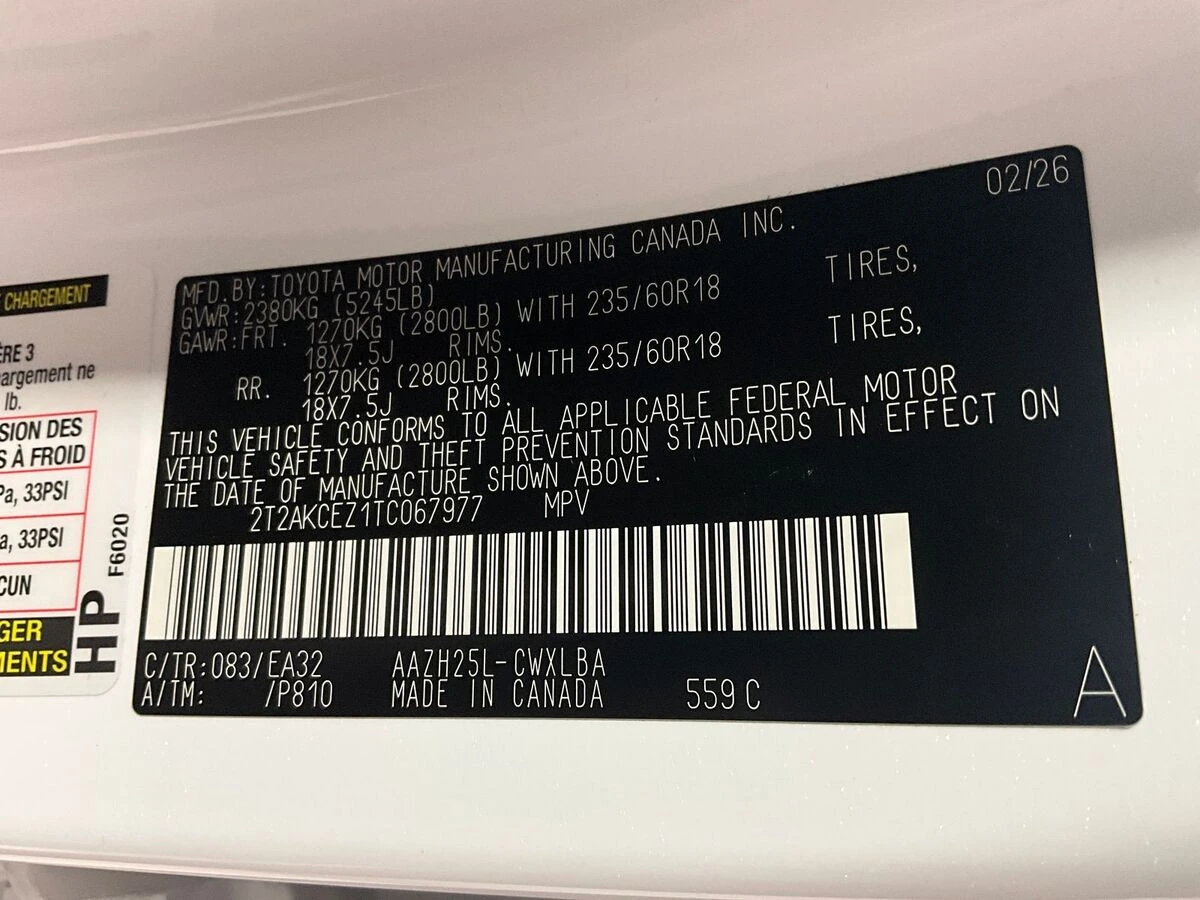 02/26
MFD.BY:TOYOTA MOTOR MANUFACTURING CANADA INC.
GVWR:2380KG (5245LB)
GAWR:FRT. 1270KG (2800LB) WITH 235/60R18 TIRES,
18X7.5J RIMS.
RR. 1270KG (2800LB) WITH 235/60R18 TIRES,
18X7.5J RIMS.
THIS VEHICLE CONFORMS TO ALL APPLICABLE FEDERAL MOTOR
VEHICLE SAFETY AND THEFT PREVENTION STANDARDS IN EFFECT ON
THE DATE OF MANUFACTURE SHOWN ABOVE.
2T2AKCEZ1TC067977 MPV
C/TR:083/EA32 AAZH25L-CWXLBA
A/TM: /P810 MADE IN CANADA 559C
A
CHARGEMENT
ÈRE 3
argement ne
lb.
SION DES
S À FROID
Pa, 33PSI
a, 33PSI
CUN
GER
MENTS
HP
F6020